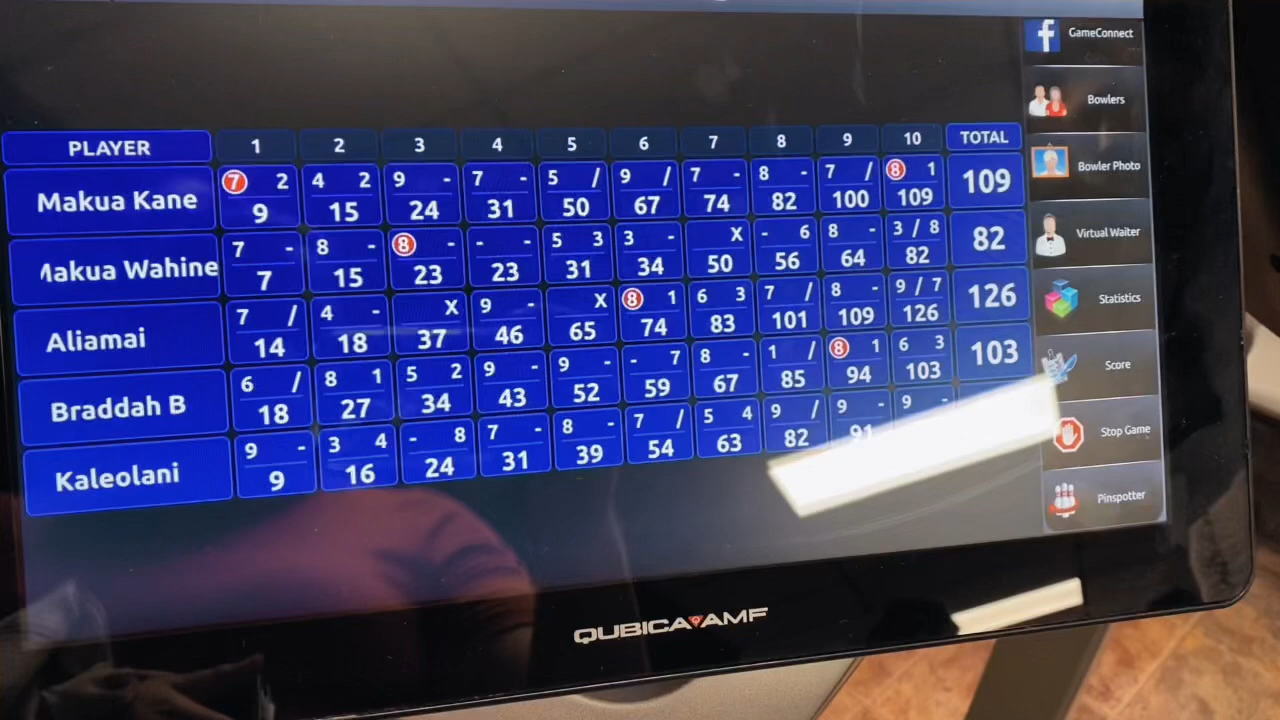 GameConnect
Bowlers
Bowler Photo
Virtual Waiter
Statistics
Score
Stop Game
Pinspotter
PLAYER 1 2 3 4 5 6 7 8 9 10 TOTAL
Makua Kane 7 2 4 2 9 - 7 - 5 / 9 / 7 - 8 - 7 / 8 1 109
9 15 24 31 50 67 74 82 100 109
Makua Wahine 7 - 8 - 8 - - - 5 3 3 - X - 6 8 - 3 / 8 82
7 15 23 23 31 34 50 56 64 82
Aliamai 7 / 4 - X 9 - X 8 1 6 3 7 / 8 - 9 / 7 126
14 18 37 46 65 74 83 101 109 126
Braddah B 6 / 8 1 5 2 9 - 9 - - 7 8 - 1 / 8 1 6 3 103
18 27 34 43 52 59 67 85 94 103
Kaleolani 9 - 3 4 - 8 7 - 8 - 7 / 5 4 9 / 9 - 9 -
9 16 24 31 39 54 63 82 91
QUBICA AMF